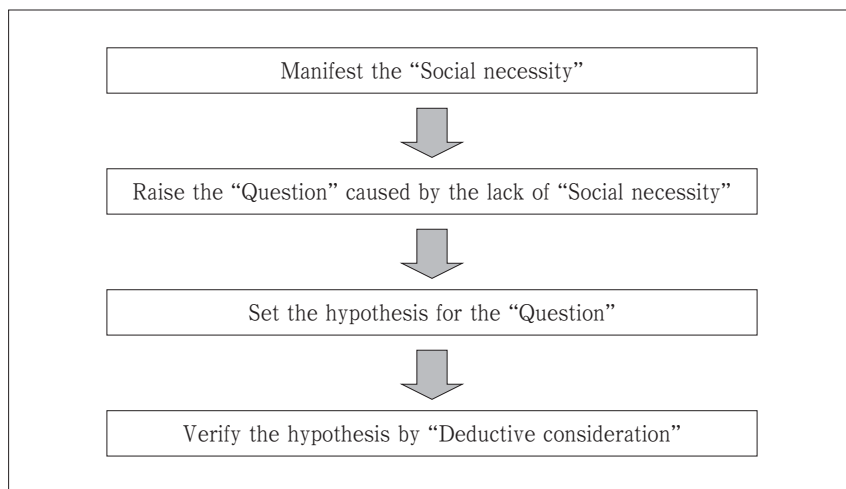 Manifest the “Social necessity”
Raise the “Question” caused by the lack of “Social necessity”
Set the hypothesis for the “Question”
Verify the hypothesis by “Deductive consideration”